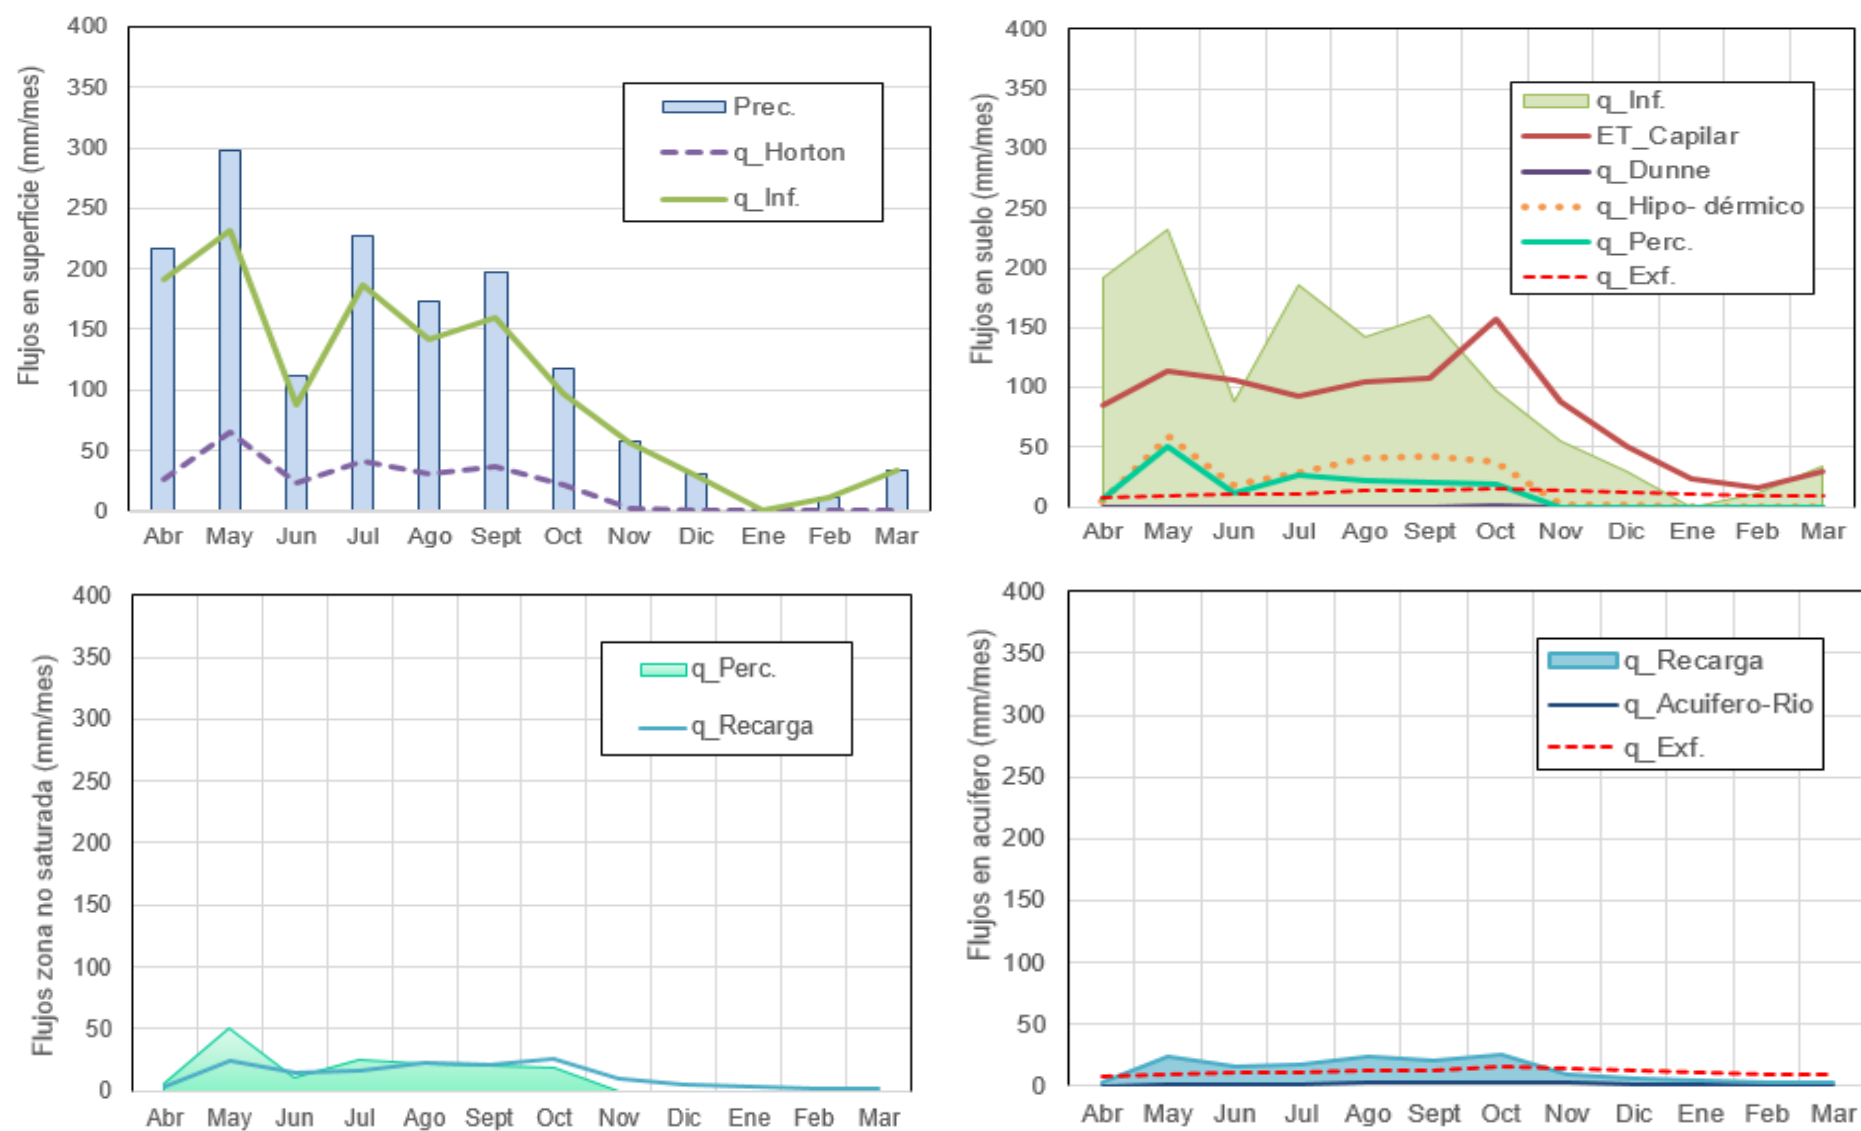 Flujos en superficie (mm/mes)
400
350
300
250
200
150
100
50
0
Prec.
q_Horton
q_Inf.
Abr May Jun Jul Ago Sept Oct Nov Dic Ene Feb Mar
Flujos en suelo (mm/mes)
400
350
300
250
200
150
100
50
0
q_Inf.
ET_Capilar
q_Dunne
q_Hipo- dérmico
q_Perc.
q_Exf.
Abr May Jun Jul Ago Sept Oct Nov Dic Ene Feb Mar
Flujos zona no saturada (mm/mes)
400
350
300
250
200
150
100
50
0
q_Perc.
q_Recarga
Abr May Jun Jul Ago Sept Oct Nov Dic Ene Feb Mar
Flujos en acuífero (mm/mes)
400
350
300
250
200
150
100
50
0
q_Recarga
q_Acuifero-Rio
q_Exf.
Abr May Jun Jul Ago Sept Oct Nov Dic Ene Feb Mar